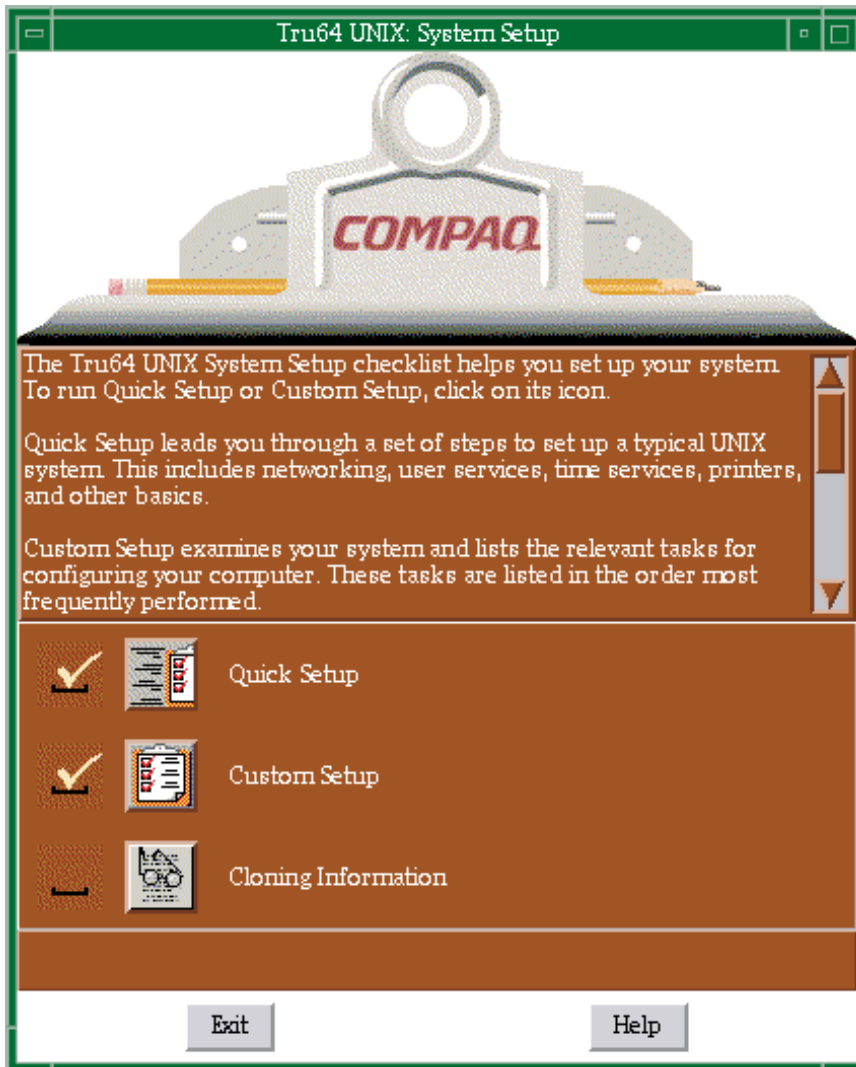 Tru64 UNIX: System Setup
COMPAQ
The Tru64 UNIX System Setup checklist helps you set up your system.
To run Quick Setup or Custom Setup, click on its icon.
Quick Setup leads you through a set of steps to set up a typical UNIX
system. This includes networking, user services, time services, printers,
and other basics.
Custom Setup examines your system and lists the relevant tasks for
configuring your computer. These tasks are listed in the order most
frequently performed.
Quick Setup
Custom Setup
Cloning Information
Exit
Help